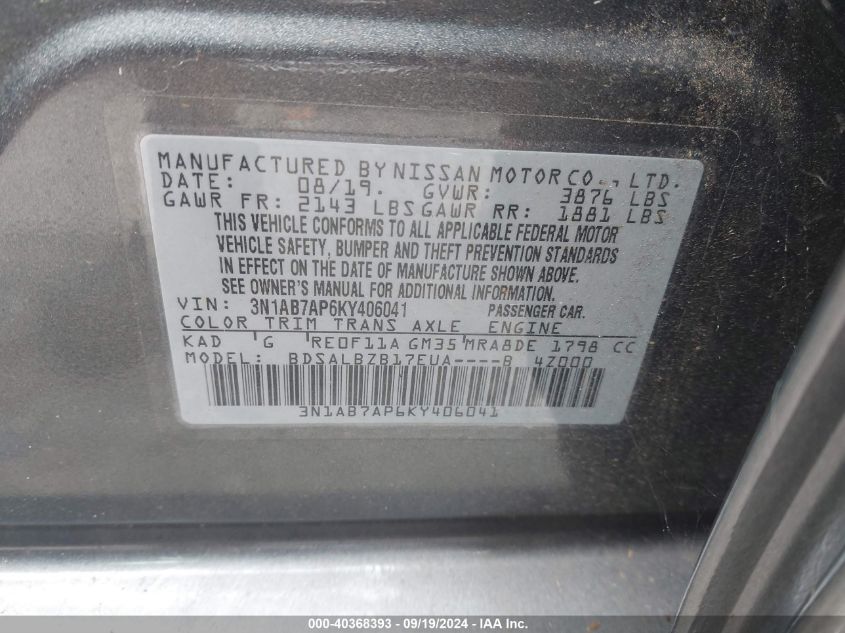 MANUFACTURED BY NISSAN MOTOR CO., LTD.
DATE: 08/19. GVWR: 3876 LBS
GAWR FR: 2143 LBS GAWR RR: 1881 LBS
THIS VEHICLE CONFORMS TO ALL APPLICABLE FEDERAL MOTOR
VEHICLE SAFETY, BUMPER AND THEFT PREVENTION STANDARDS
IN EFFECT ON THE DATE OF MANUFACTURE SHOWN ABOVE.
SEE OWNER'S MANUAL FOR ADDITIONAL INFORMATION.
VIN: 3N1AB7AP6KY406041 PASSENGER CAR.
COLOR TRIM TRANS AXLE ENGINE
KAD G RE0F11A GM35 MRA8DE 1798 CC
MODEL: BDSALBZB17EUA----B 4Z000
3N1AB7AP6KY406041
000-40368393 - 09/19/2024 - IAA Inc.